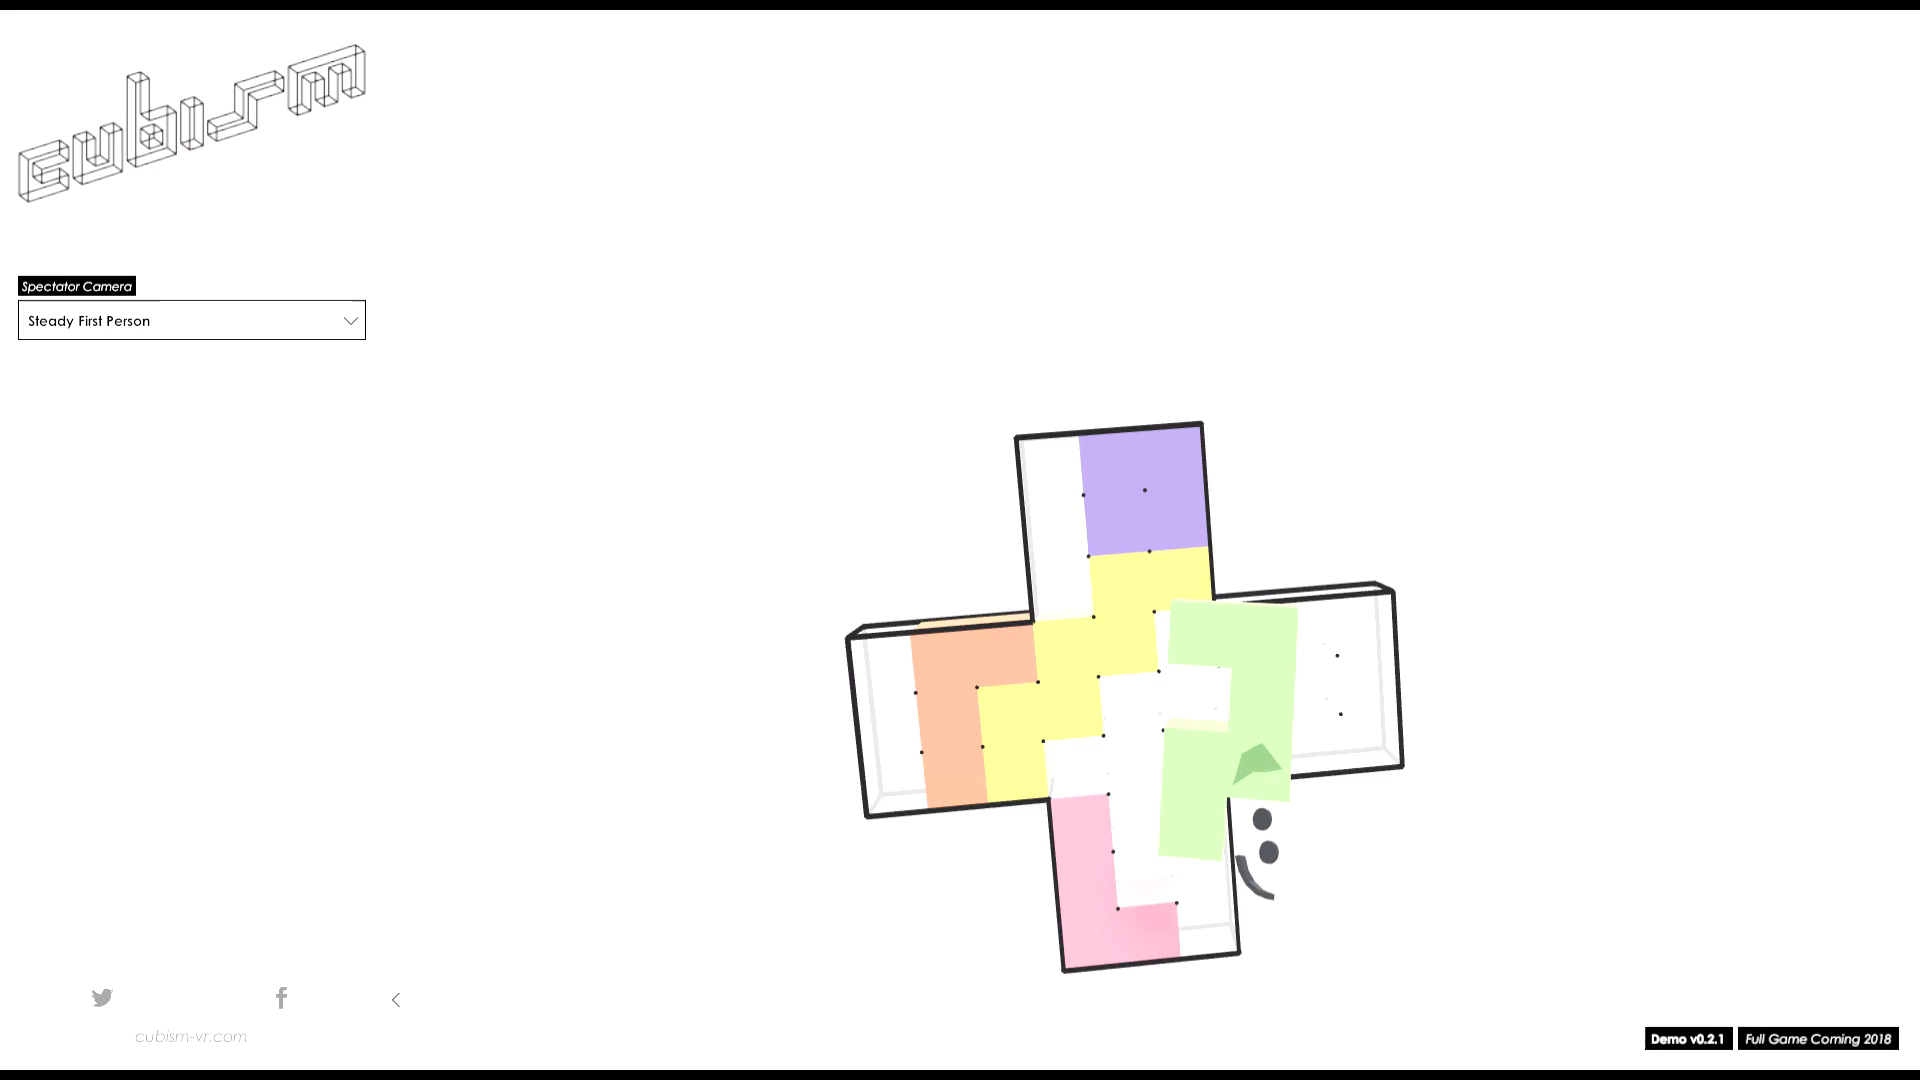 cubism
Spectator Camera
Steady First Person
cubism-vr.com
Demo v0.2.1
Full Game Coming 2018